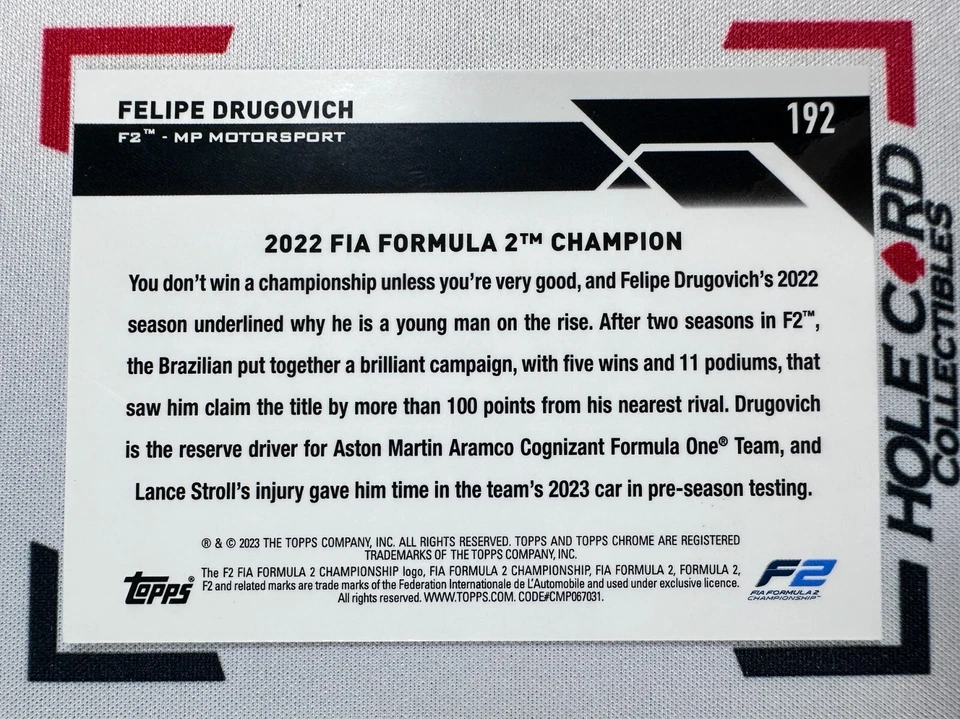 FELIPE DRUGOVICH
F2™ - MP MOTORSPORT
192
2022 FIA FORMULA 2™ CHAMPION
You don't win a championship unless you're very good, and Felipe Drugovich's 2022
season underlined why he is a young man on the rise. After two seasons in F2™,
the Brazilian put together a brilliant campaign, with five wins and 11 podiums, that
saw him claim the title by more than 100 points from his nearest rival. Drugovich
is the reserve driver for Aston Martin Aramco Cognizant Formula One® Team, and
Lance Stroll's injury gave him time in the team's 2023 car in pre-season testing.
® & © 2023 THE TOPPS COMPANY, INC. ALL RIGHTS RESERVED. TOPPS AND TOPPS CHROME ARE REGISTERED
TRADEMARKS OF THE TOPPS COMPANY, INC.
The F2 FIA FORMULA 2 CHAMPIONSHIP logo, FIA FORMULA 2 CHAMPIONSHIP, FIA FORMULA 2, FORMULA 2,
F2 and related marks are trade marks of the Federation Internationale de L'Automobile and used under exclusive licence.
All rights reserved. WWW.TOPPS.COM. CODE#CMP067031.
Topps®
F2
FIA FORMULA 2
CHAMPIONSHIP™
HOLE CARD
COLLECTIBLES